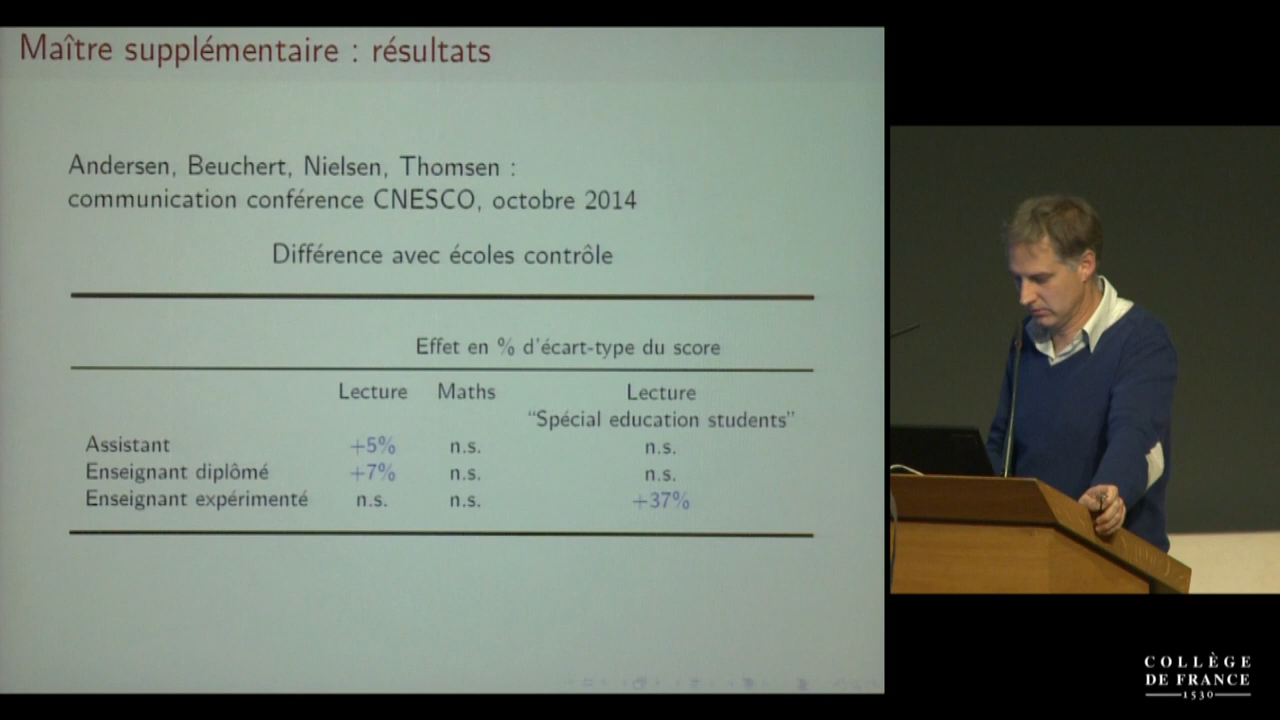 Maître supplémentaire : résultats
Andersen, Beuchert, Nielsen, Thomsen :
communication conférence CNESCO, octobre 2014
Différence avec écoles contrôle
Effet en % d'écart-type du score
Lecture Maths Lecture
“Spécial education students”
Assistant +5% n.s. n.s.
Enseignant diplômé +7% n.s. n.s.
Enseignant expérimenté n.s. n.s. +37%
COLLÈGE
DE FRANCE
1530